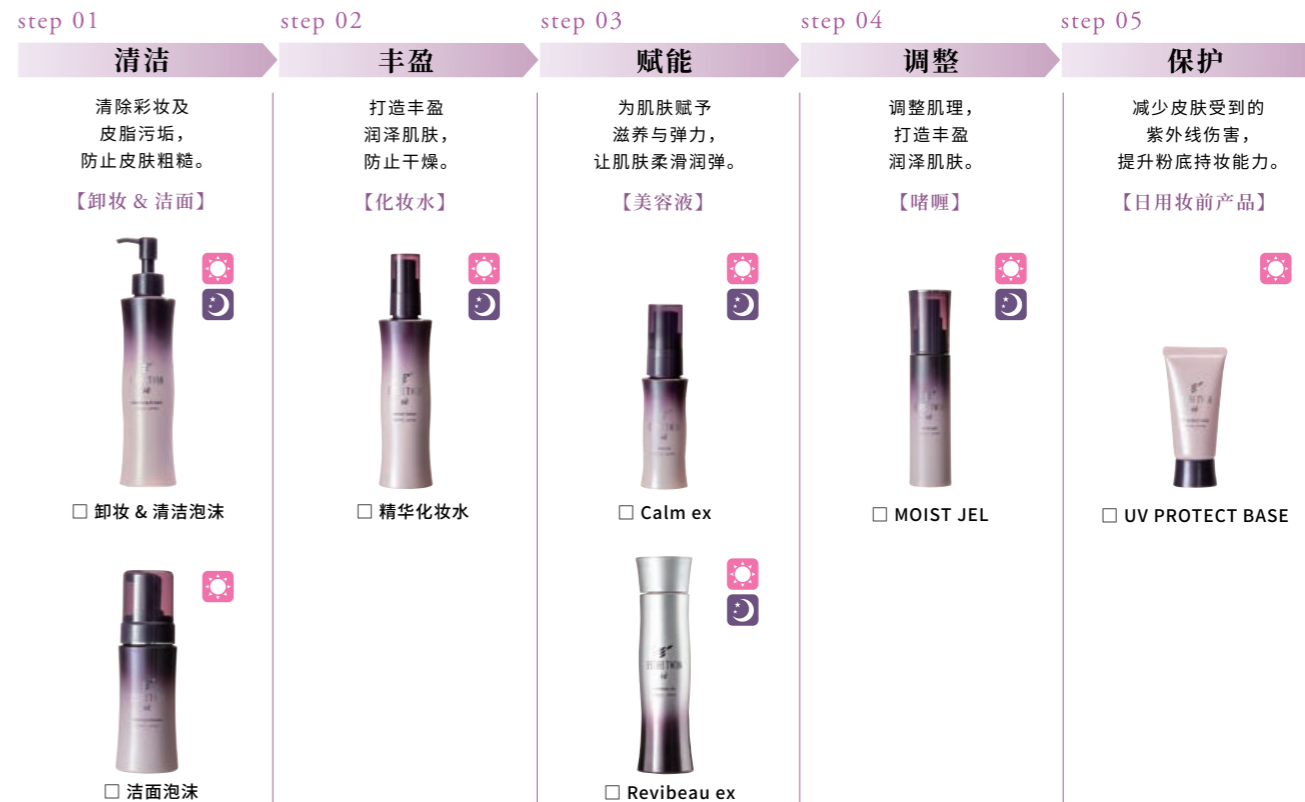 step 01
清洁
清除彩妆及
皮脂污垢，
防止皮肤粗糙。
【卸妆 & 洁面】
□ 卸妆 & 清洁泡沫
□ 洁面泡沫
step 02
丰盈
打造丰盈
润泽肌肤，
防止干燥。
【化妆水】
□ 精华化妆水
step 03
赋能
为肌肤赋予
滋养与弹力，
让肌肤柔滑润弹。
【美容液】
□ Calm ex
□ Revibeau ex
step 04
调整
调整肌理，
打造丰盈
润泽肌肤。
【啫喱】
□ MOIST JEL
step 05
保护
减少皮肤受到的
紫外线伤害，
提升粉底持妆能力。
【日用妆前产品】
□ UV PROTECT BASE